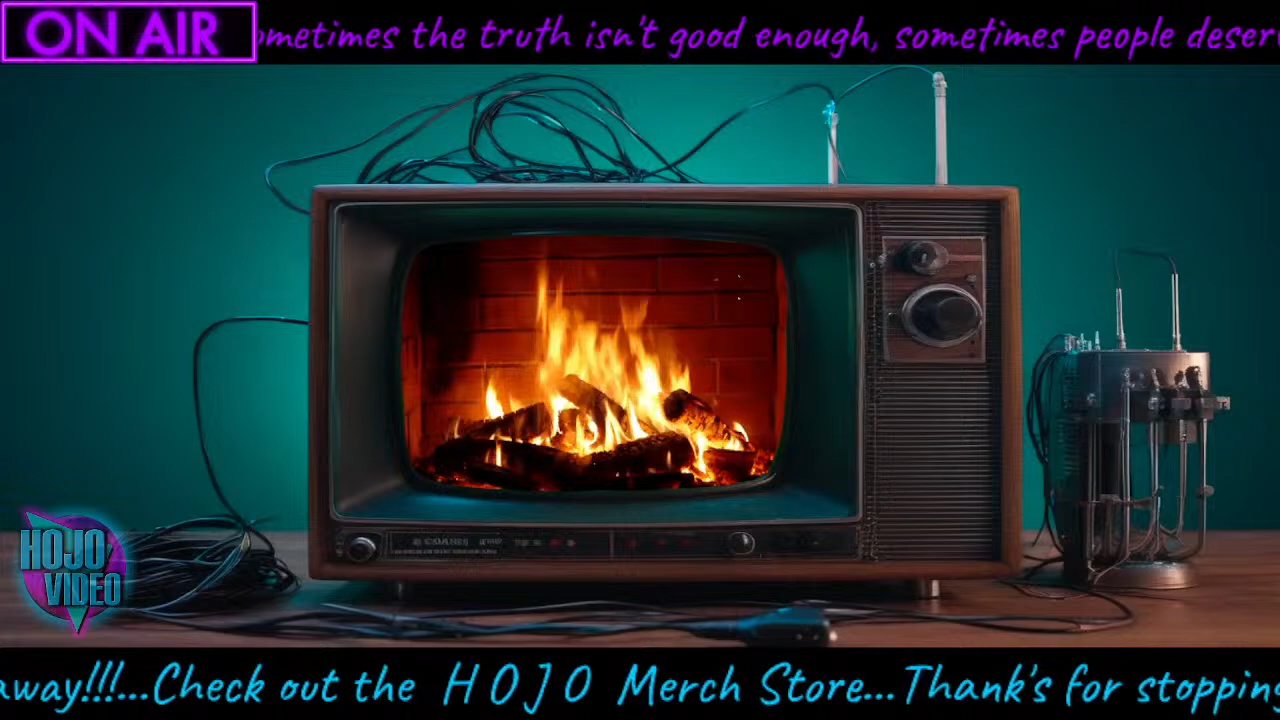 ON AIR
ometimes the truth isn't good enough, sometimes people deserv
HOJO
VIDEO
away!!!...Check out the H O J O Merch Store...Thank's for stopping